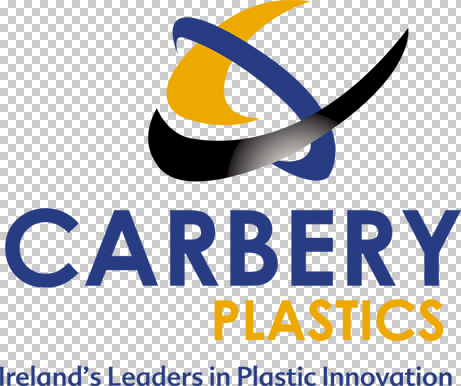 CARBERY
PLASTICS
Ireland's Leaders in Plastic Innovation